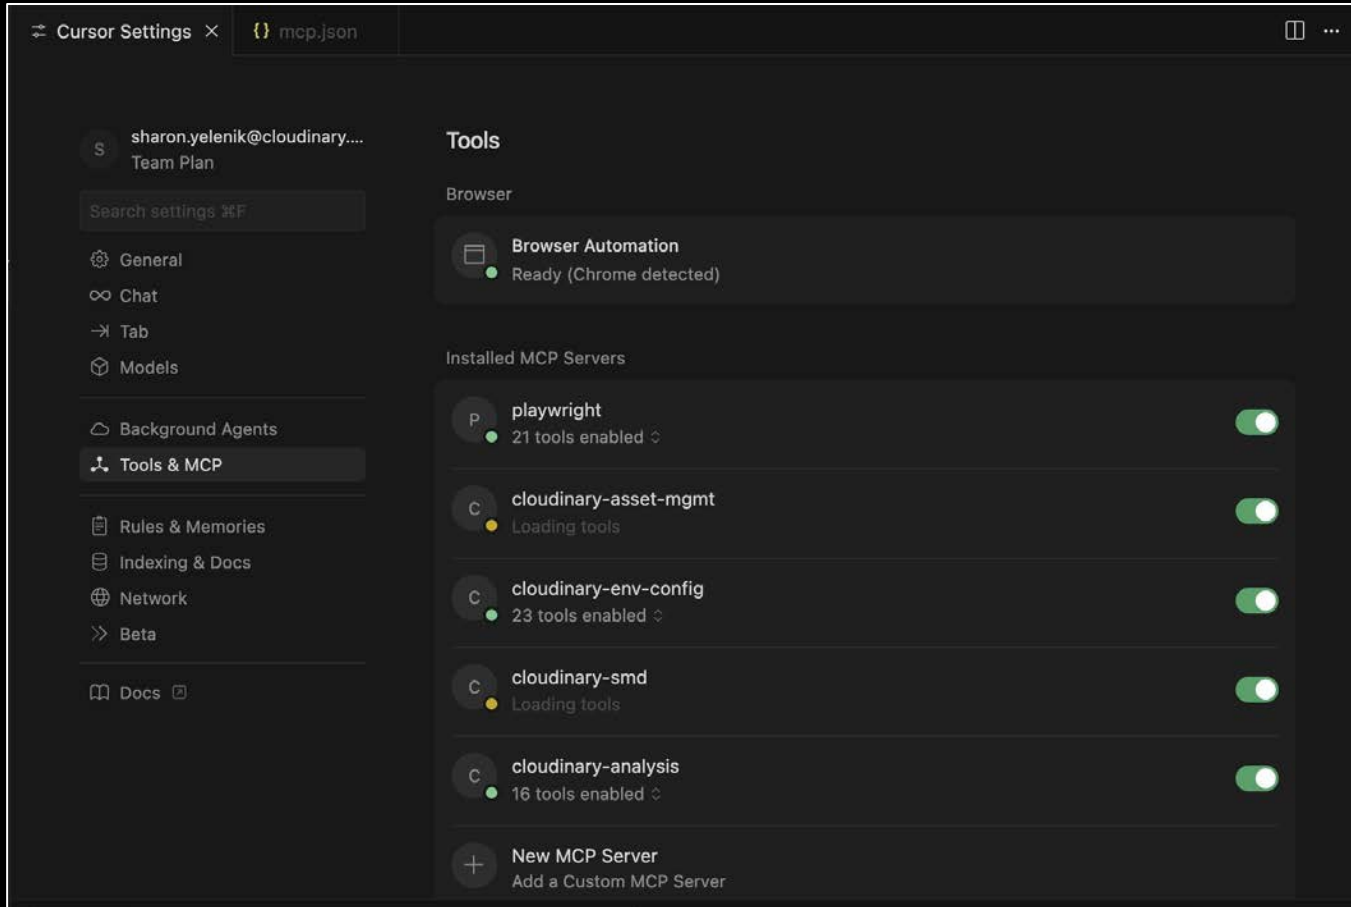 Cursor Settings
{} mcp.json
S
sharon.yelenik@cloudinary....
Team Plan
Search settings ⌘F
General
Chat
Tab
Models
Background Agents
Tools & MCP
Rules & Memories
Indexing & Docs
Network
Beta
Docs
Tools
Browser
Browser Automation
Ready (Chrome detected)
Installed MCP Servers
P
playwright
21 tools enabled
C
cloudinary-asset-mgmt
Loading tools
C
cloudinary-env-config
23 tools enabled
C
cloudinary-smd
Loading tools
C
cloudinary-analysis
16 tools enabled
New MCP Server
Add a Custom MCP Server